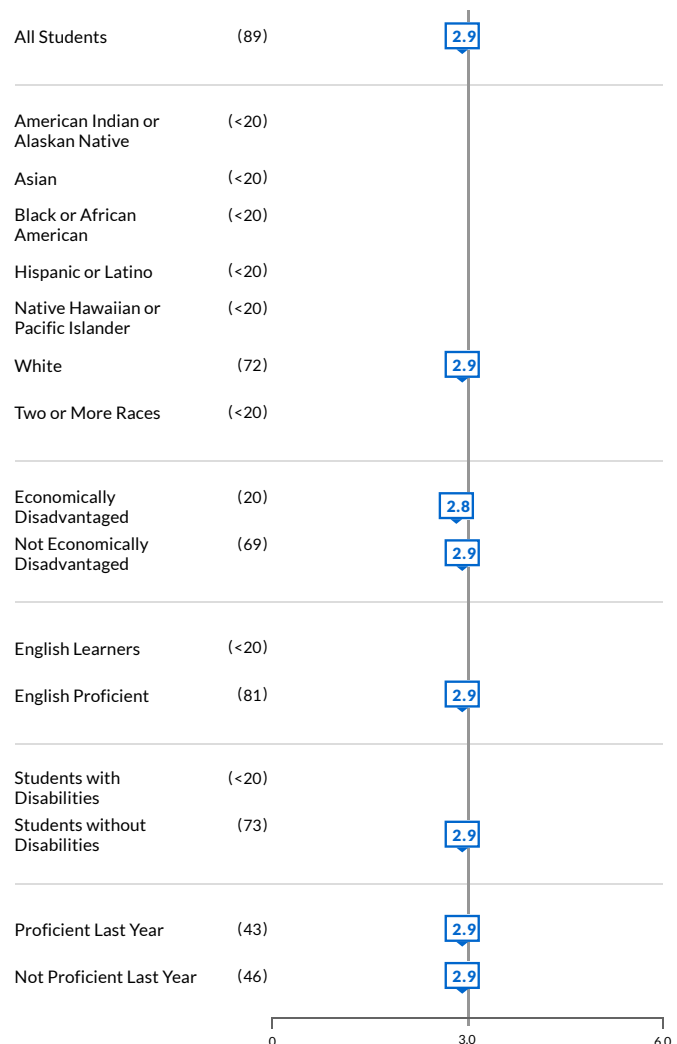 All Students (89) 2.9
American Indian or (<20)
Alaskan Native
Asian (<20)
Black or African (<20)
American
Hispanic or Latino (<20)
Native Hawaiian or (<20)
Pacific Islander
White (72) 2.9
Two or More Races (<20)
Economically (20) 2.8
Disadvantaged
Not Economically (69) 2.9
Disadvantaged
English Learners (<20)
English Proficient (81) 2.9
Students with (<20)
Disabilities
Students without (73) 2.9
Disabilities
Proficient Last Year (43) 2.9
Not Proficient Last Year (46) 2.9
0 3.0 6.0